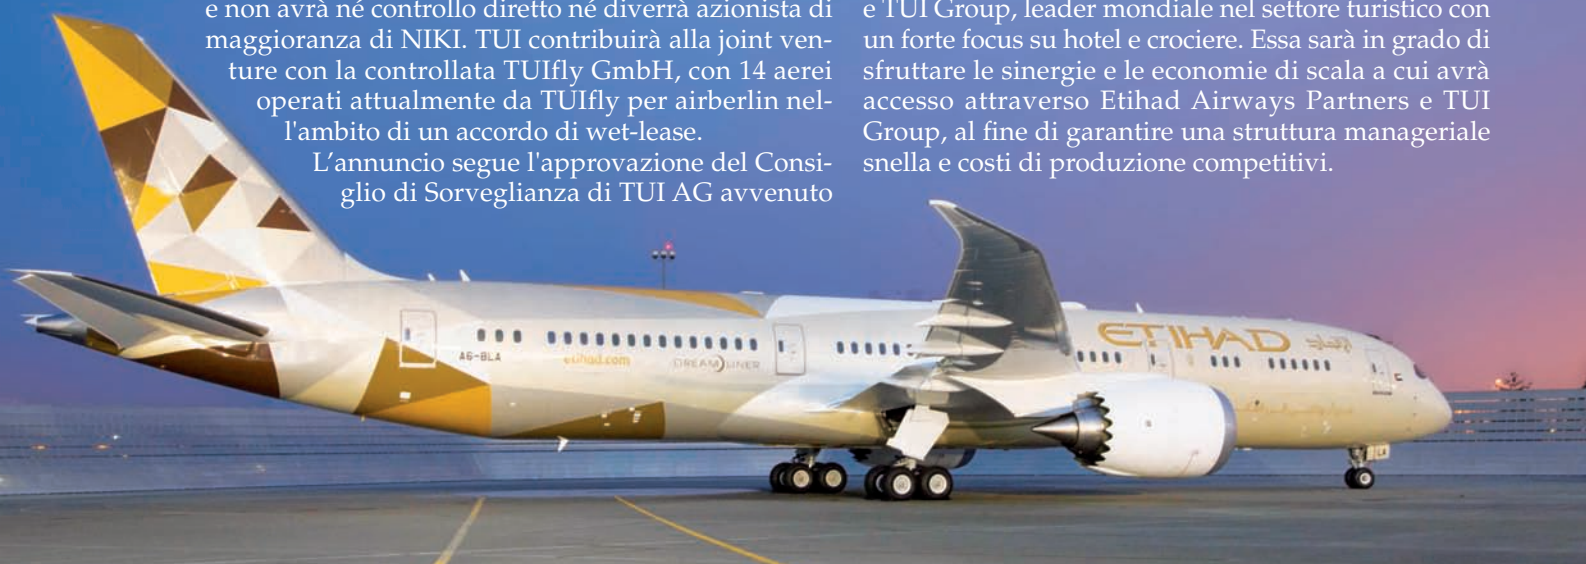 e non avrà né controllo diretto né diverrà azionista di
maggioranza di NIKI. TUI contribuirà alla joint ven-
ture con la controllata TUIfly GmbH, con 14 aerei
operati attualmente da TUIfly per airberlin nel-
l'ambito di un accordo di wet-lease.
L’annuncio segue l'approvazione del Consi-
glio di Sorveglianza di TUI AG avvenuto
e TUI Group, leader mondiale nel settore turistico con
un forte focus su hotel e crociere. Essa sarà in grado di
sfruttare le sinergie e le economie di scala a cui avrà
accesso attraverso Etihad Airways Partners e TUI
Group, al fine di garantire una struttura manageriale
snella e costi di produzione competitivi.
A6-BLA
etihad.com
DREAMLINER
ETIHAD الإتحاد
LA